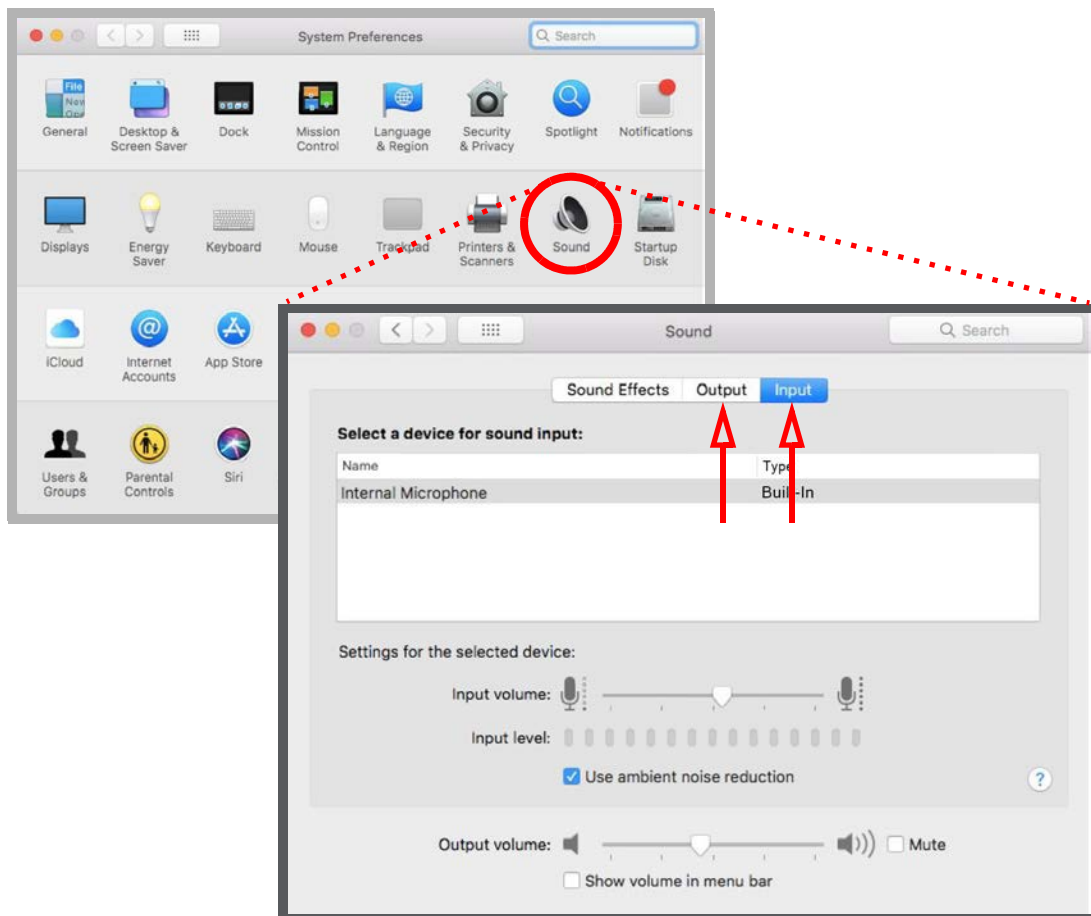 System Preferences
Search
File
New
General
Desktop &
Screen Saver
Dock
Mission
Control
Language
& Region
Security
& Privacy
Spotlight
Notifications
Displays
Energy
Saver
Keyboard
Mouse
Trackpad
Printers &
Scanners
Sound
Startup
Disk
iCloud
Internet
Accounts
App Store
Users &
Groups
Parental
Controls
Siri
Sound
Search
Sound Effects
Output
Input
Select a device for sound input:
Name
Type
Internal Microphone
Built-In
Settings for the selected device:
Input volume:
Input level:
Use ambient noise reduction
?
Output volume:
Mute
Show volume in menu bar